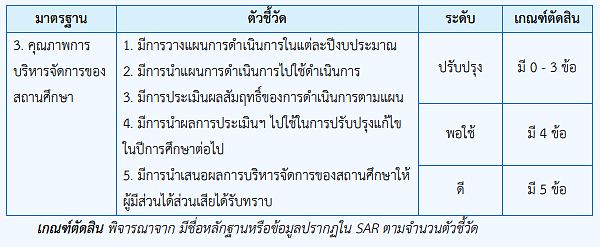 มาตรฐาน ตัวชี้วัด ระดับ เกณฑ์ตัดสิน
3. คุณภาพการ
บริหารจัดการของ
สถานศึกษา
1. มีการวางแผนการดำเนินการในแต่ละปีงบประมาณ
2. มีการนำแผนการดำเนินการไปใช้ดำเนินการ
3. มีการประเมินผลสัมฤทธิ์ของการดำเนินการตามแผน
4. มีการนำผลการประเมินฯ ไปใช้ในการปรับปรุงแก้ไข
ในปีการศึกษาต่อไป
5. มีการนำเสนอผลการบริหารจัดการของสถานศึกษาให้
ผู้มีส่วนได้ส่วนเสียได้รับทราบ
ปรับปรุง มี 0 - 3 ข้อ
พอใช้ มี 4 ข้อ
ดี มี 5 ข้อ
เกณฑ์ตัดสิน พิจารณาจาก มีชื่อหลักฐานหรือข้อมูลปรากฏใน SAR ตามจำนวนตัวชี้วัด